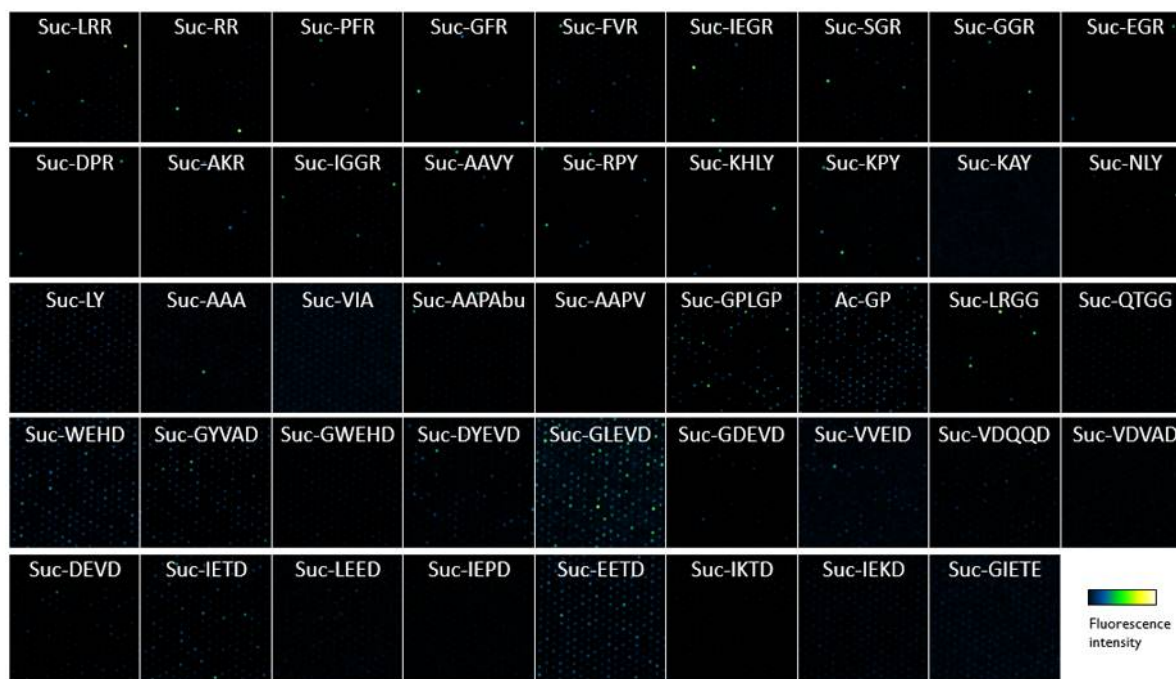 Suc-LRR Suc-RR Suc-PFR Suc-GFR Suc-FVR Suc-IEGR Suc-SGR Suc-GGR Suc-EGR
Suc-DPR Suc-AKR Suc-IGGR Suc-AAVY Suc-RPY Suc-KHLY Suc-KPY Suc-KAY Suc-NLY
Suc-LY Suc-AAA Suc-VIA Suc-AAPAbu Suc-AAPV Suc-GPLGP Ac-GP Suc-LRGG Suc-QTGG
Suc-WEHD Suc-GYVAD Suc-GWEHD Suc-DYEVD Suc-GLEVD Suc-GDEVD Suc-VVEID Suc-VDQQD Suc-VDVAD
Suc-DEVD Suc-IETD Suc-LEED Suc-IEPD Suc-EETD Suc-IKTD Suc-IEKD Suc-GIETE
Fluorescence
intensity